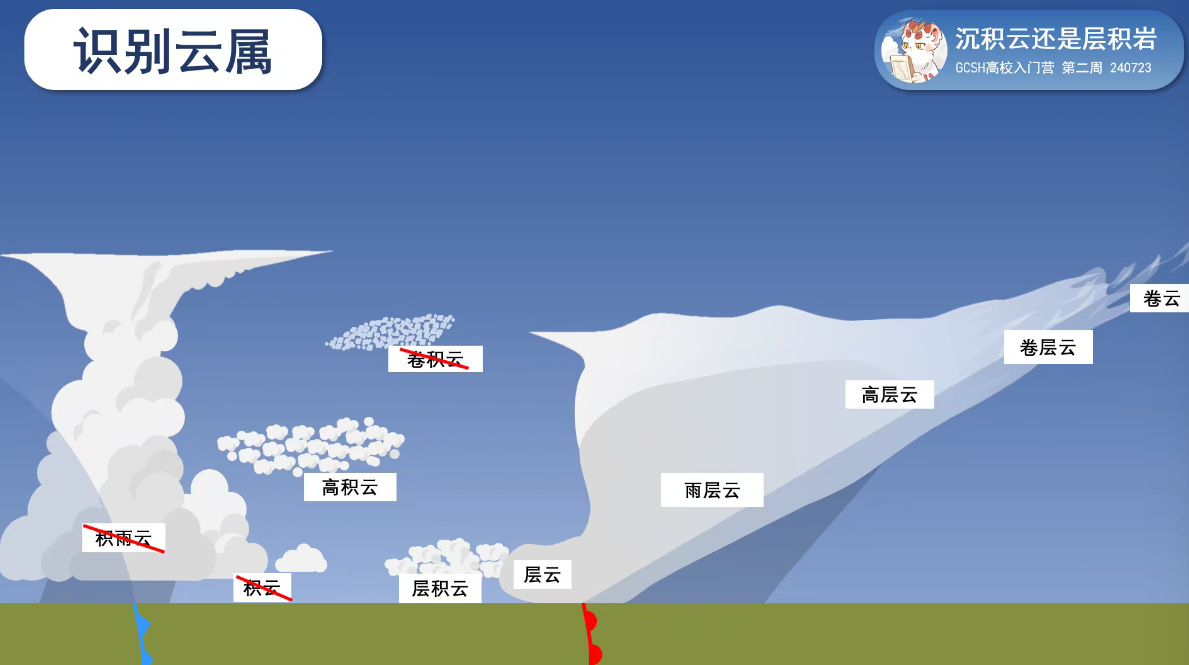 识别云属
沉积云还是层积岩
GCSH高校入门营 第二周 240723
卷云
卷层云
卷积云
高层云
高积云
雨层云
积雨云
层云
积云
层积云